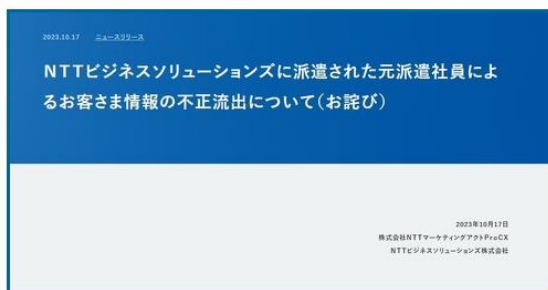 2023.10.17 ニュースリリース
NTTビジネスソリューションズに派遣された元派遣社員によ
るお客さま情報の不正流出について(お詫び)
2023年10月17日
株式会社NTTマーケティングアクトProCX
NTTビジネスソリューションズ株式会社